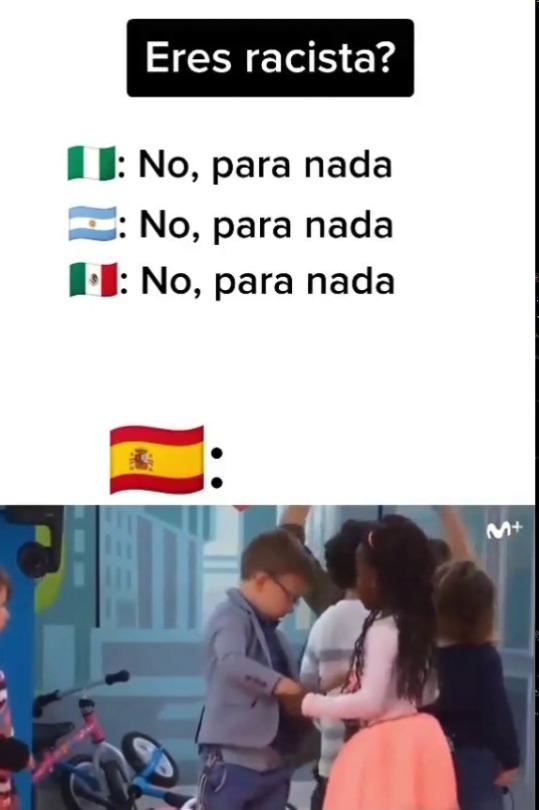 Eres racista?
🇳🇬: No, para nada
🇦🇷: No, para nada
🇲🇽: No, para nada
🇪🇸:
M+